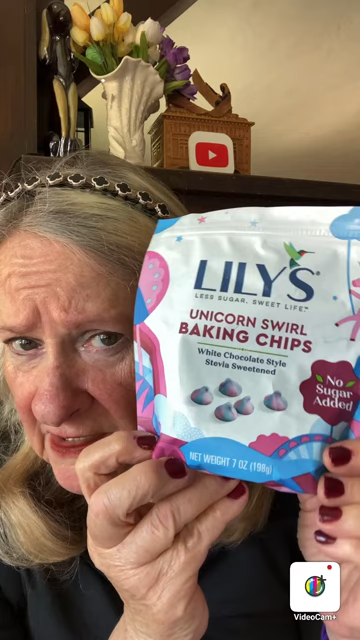 LILY'S
LESS SUGAR. SWEET LIFE.™
UNICORN SWIRL
BAKING CHIPS
White Chocolate Style
Stevia Sweetened
No
Sugar
Added
NET WEIGHT 7 OZ (198g)
VideoCam+